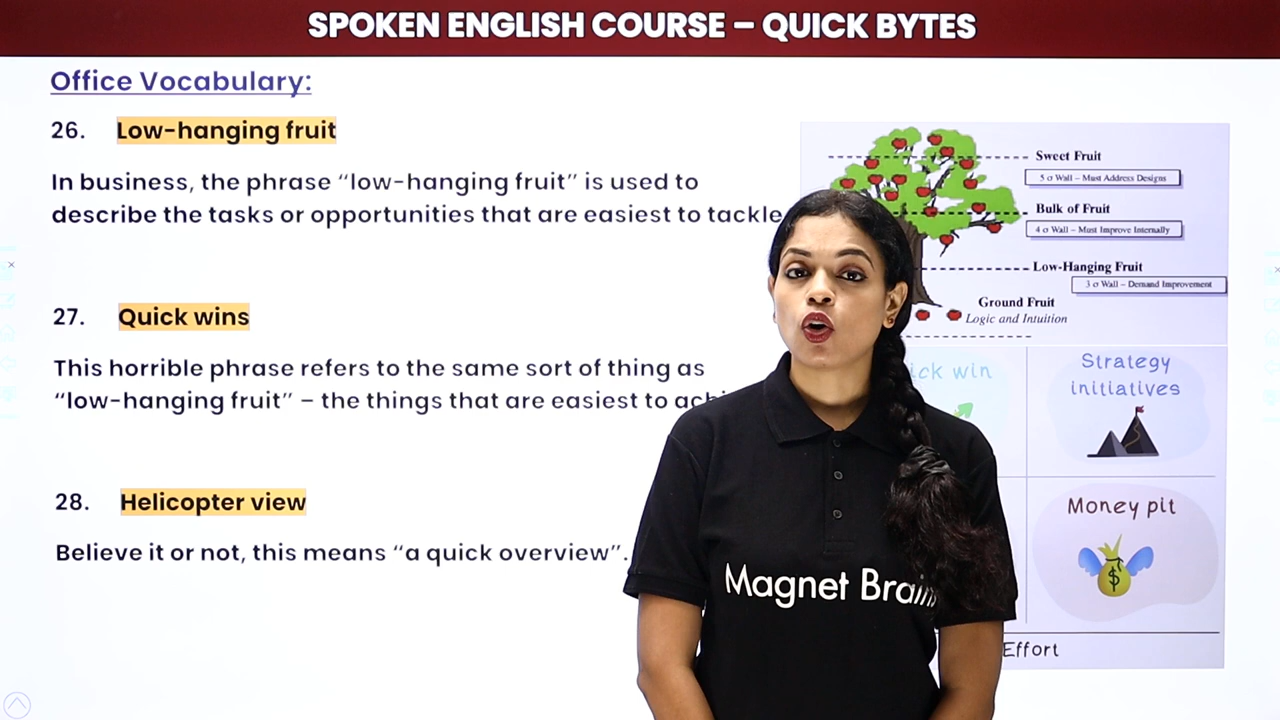 SPOKEN ENGLISH COURSE – QUICK BYTES
Office Vocabulary:
26. Low-hanging fruit
In business, the phrase “low-hanging fruit” is used to
describe the tasks or opportunities that are easiest to tackle
27. Quick wins
This horrible phrase refers to the same sort of thing as
“low-hanging fruit” – the things that are easiest to
28. Helicopter view
Believe it or not, this means “a quick overview”.
Sweet Fruit
5 σ Wall – Must Address Designs
Bulk of Fruit
4 σ Wall – Must Improve Internally
Low-Hanging Fruit
3 σ Wall – Demand Improvement
Ground Fruit
Logic and Intuition
win
Strategy
initiatives
Money pit
Effort
Magnet Brains